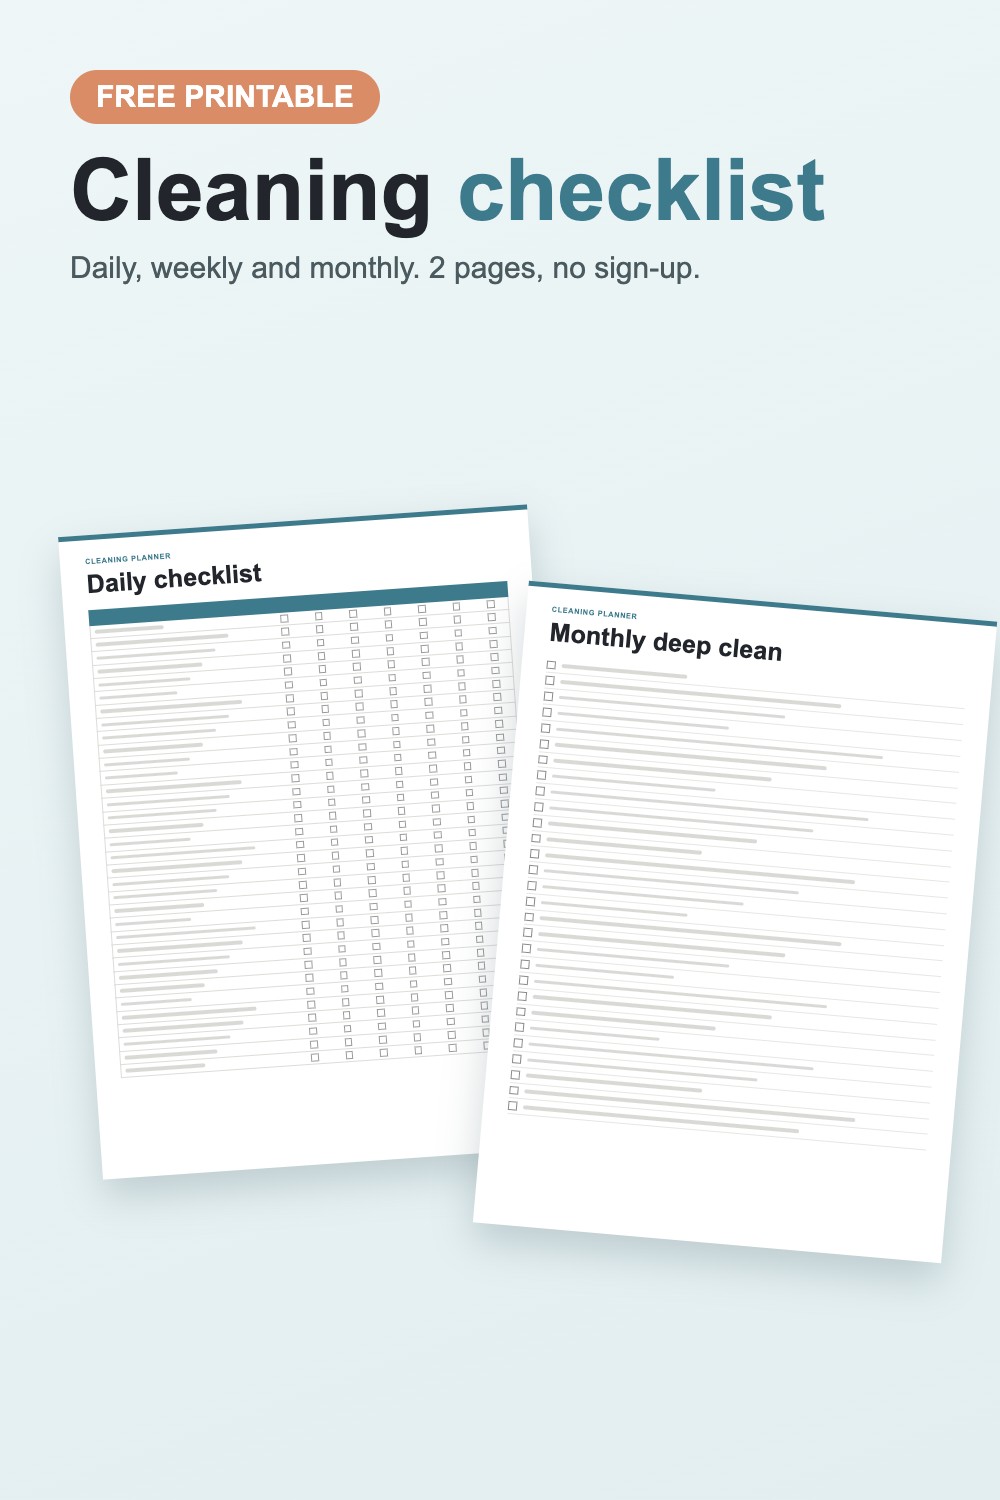 FREE PRINTABLE
Cleaning checklist
Daily, weekly and monthly. 2 pages, no sign-up.
CLEANING PLANNER
Daily checklist
CLEANING PLANNER
Monthly deep clean